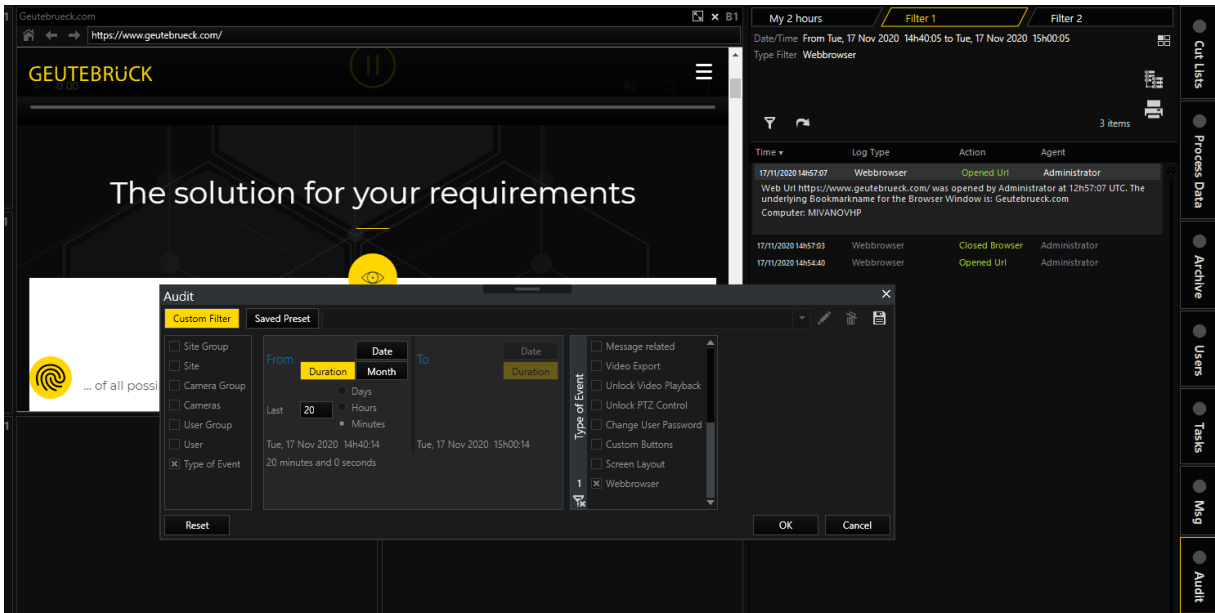 Geutebrueck.com
B1
https://www.geutebrueck.com/
GEUTEBRÜCK
0:00
The solution for your requirements
... of all possi
My 2 hours
Filter 1
Filter 2
Date/Time From Tue, 17 Nov 2020 14h40:05 to Tue, 17 Nov 2020 15h00:05
Type Filter Webbrowser
3 items
Time Log Type Action Agent
17/11/2020 14h57:07 Webbrowser Opened Url Administrator
Web Url https://www.geutebrueck.com/ was opened by Administrator at 12h57:07 UTC. The
underlying Bookmarkname for the Browser Window is: Geutebrueck.com
Computer: MIVANOVHP
17/11/2020 14h57:03 Webbrowser Closed Browser Administrator
17/11/2020 14h54:40 Webbrowser Opened Url Administrator
Cut Lists
Process Data
Archive
Users
Tasks
Msg
Audit
Audit
Custom Filter
Saved Preset
Site Group
Site
Camera Group
Cameras
User Group
User
Type of Event
From
Date
Duration
Month
Last 20
Days
Hours
Minutes
Tue, 17 Nov 2020 14h40:14
20 minutes and 0 seconds
To
Date
Duration
Tue, 17 Nov 2020 15h00:14
Type of Event
1
Message related
Video Export
Unlock Video Playback
Unlock PTZ Control
Change User Password
Custom Buttons
Screen Layout
Webbrowser
Reset
OK
Cancel